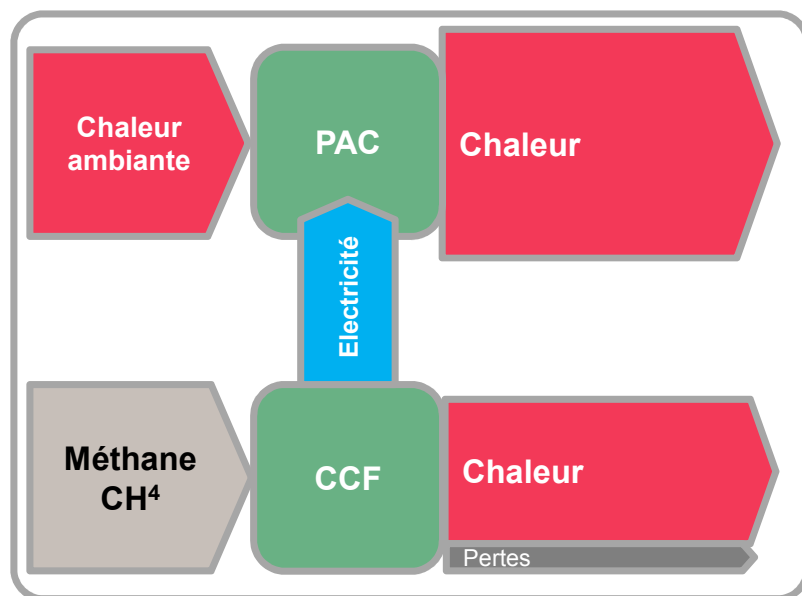 Chaleur
ambiante
PAC
Chaleur
Electricité
Méthane
CH⁴
CCF
Chaleur
Pertes